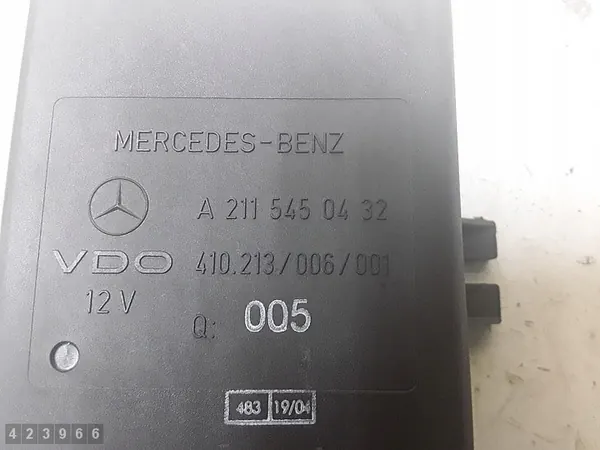 MERCEDES-BENZ
A 211 545 04 32
VDO 410.213/006/001
12 V
Q: 005
483 19/04
423966